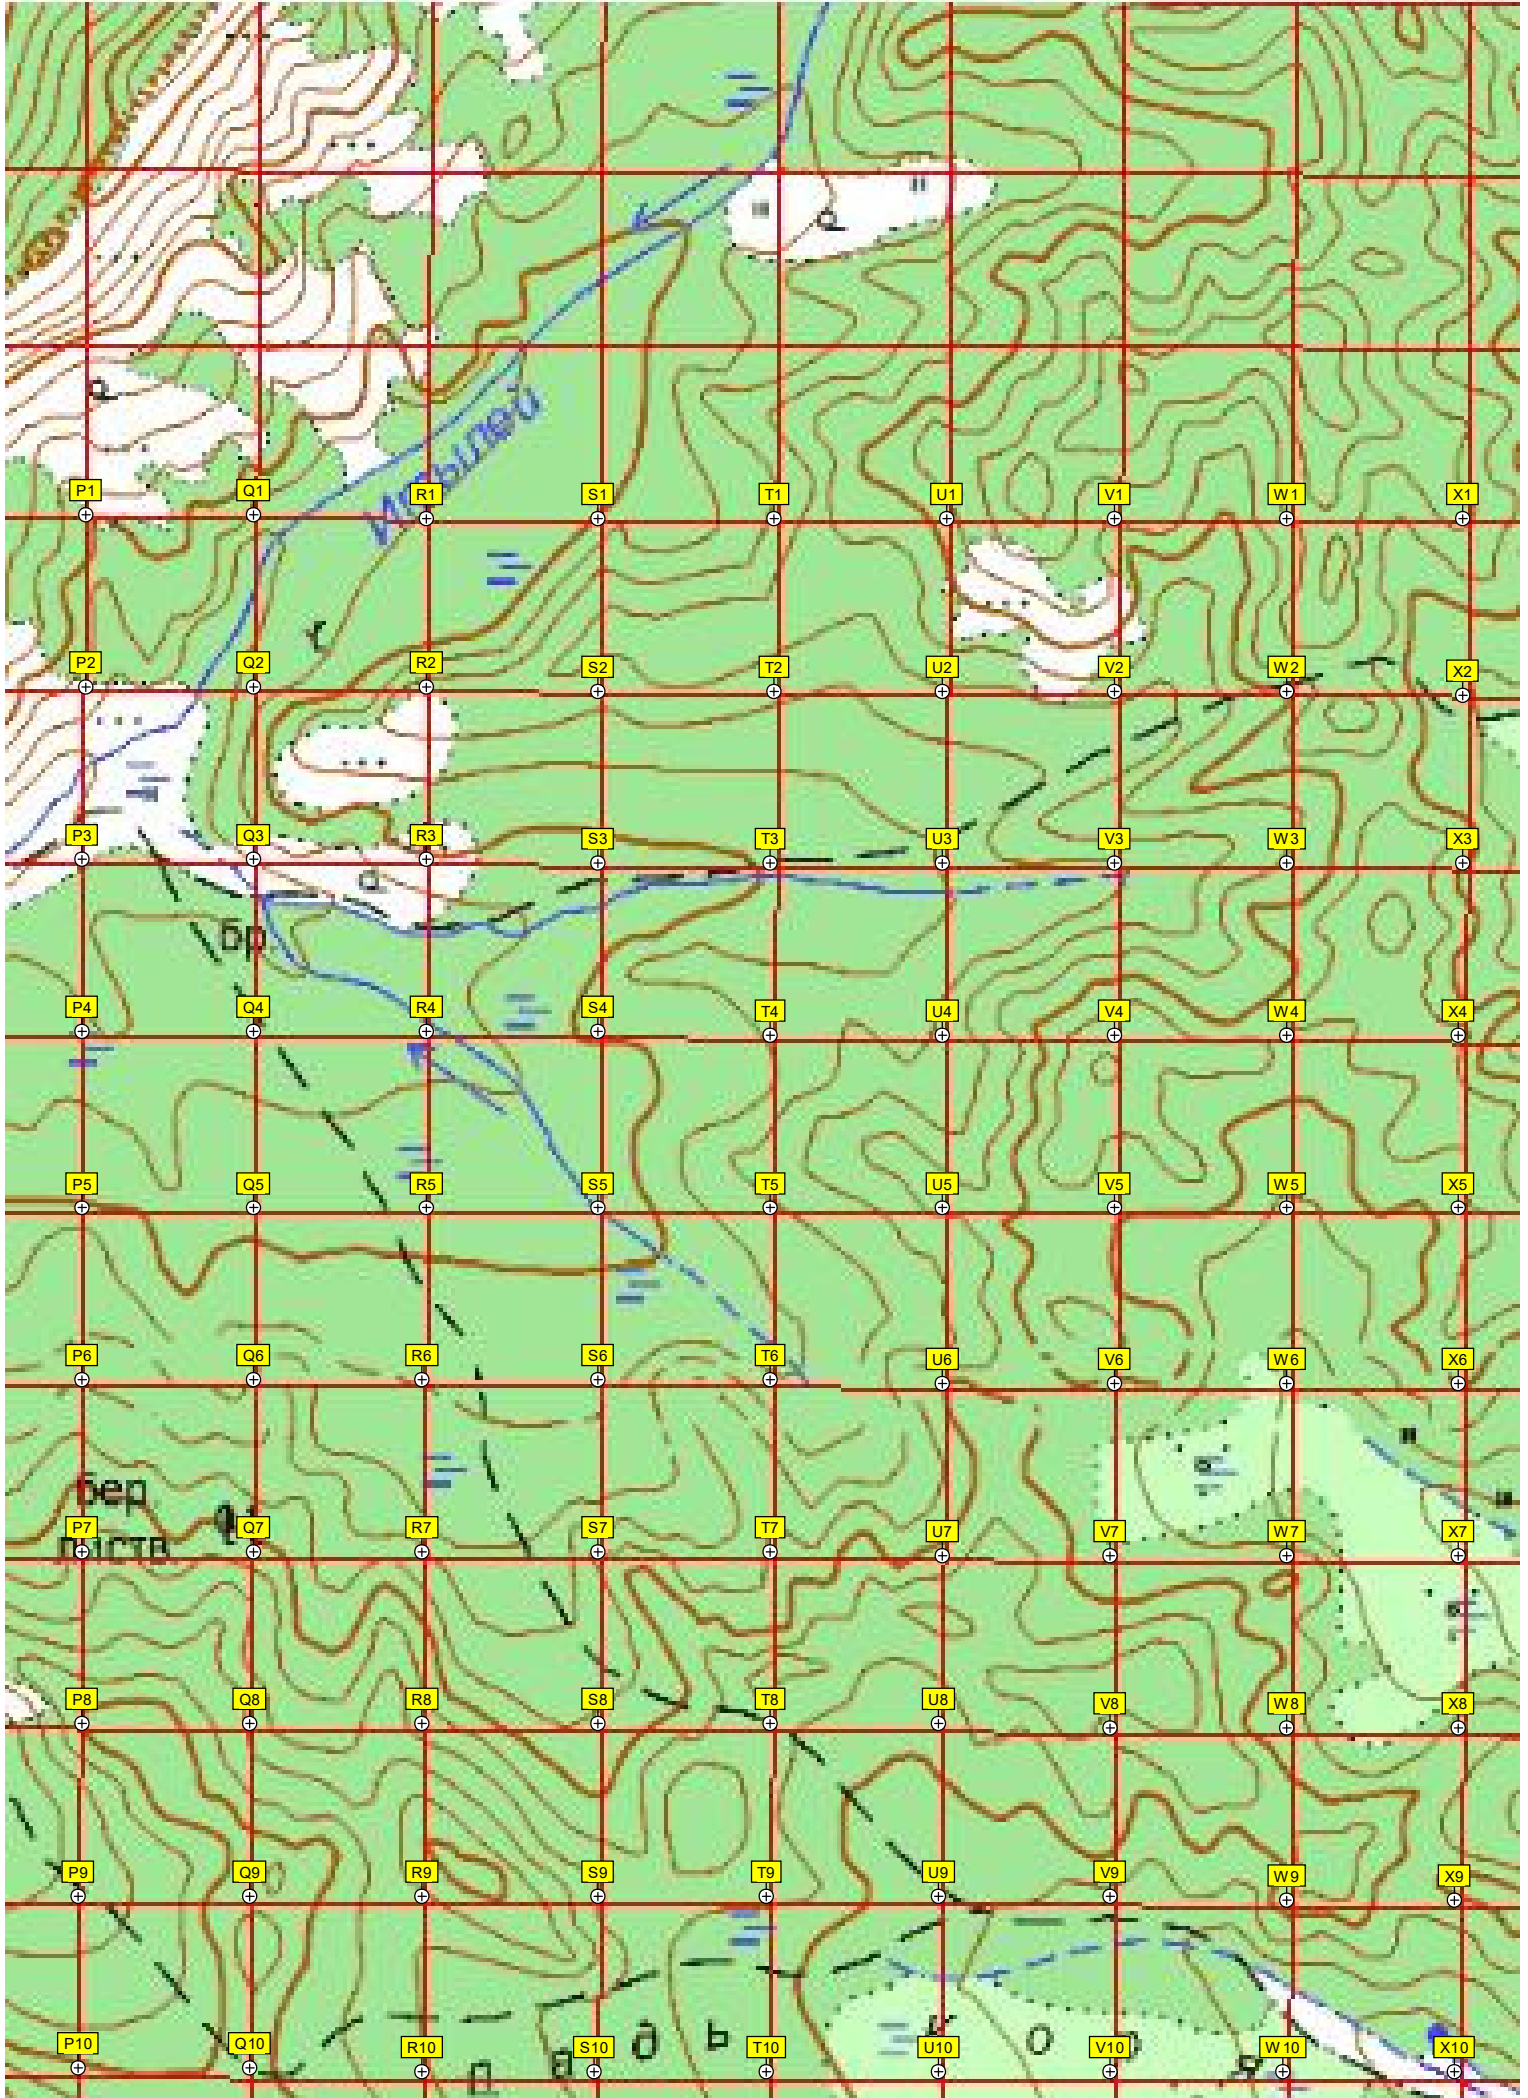 Ивылей
P1 Q1 R1 S1 T1 U1 V1 W1 X1
P2 Q2 R2 S2 T2 U2 V2 W2 X2
P3 Q3 R3 S3 T3 U3 V3 W3 X3
бр
P4 Q4 R4 S4 T4 U4 V4 W4 X4
P5 Q5 R5 S5 T5 U5 V5 W5 X5
P6 Q6 R6 S6 T6 U6 V6 W6 X6
бер
P7 Q7 R7 S7 T7 U7 V7 W7 X7
листв
P8 Q8 R8 S8 T8 U8 V8 W8 X8
P9 Q9 R9 S9 T9 U9 V9 W9 X9
падь
P10 Q10 R10 S10 T10 U10 V10 W10 X10